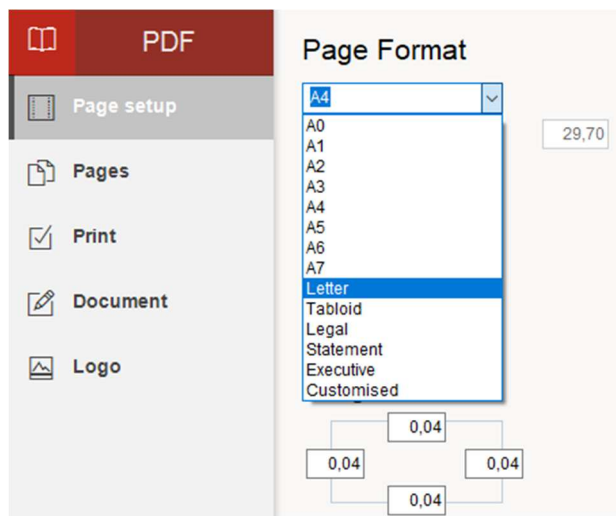 PDF
Page setup
Pages
Print
Document
Logo
Page Format
A4
29,70
A0
A1
A2
A3
A4
A5
A6
A7
Letter
Tabloid
Legal
Statement
Executive
Customised
0,04
0,04 0,04
0,04